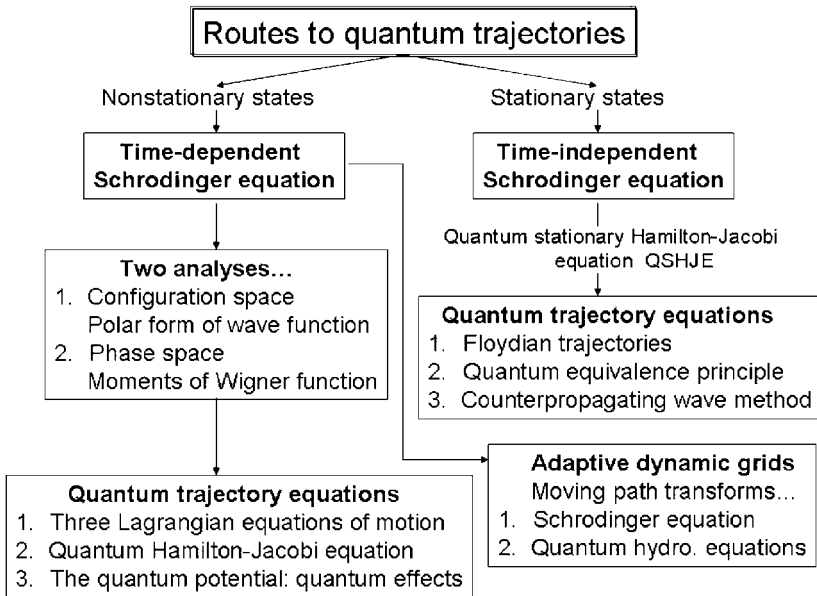 Routes to quantum trajectories
Nonstationary states
Stationary states
Time-dependent
Schrodinger equation
Time-independent
Schrodinger equation
Quantum stationary Hamilton-Jacobi
equation QSHJE
Two analyses...
1. Configuration space
Polar form of wave function
2. Phase space
Moments of Wigner function
Quantum trajectory equations
1. Floydian trajectories
2. Quantum equivalence principle
3. Counterpropagating wave method
Quantum trajectory equations
1. Three Lagrangian equations of motion
2. Quantum Hamilton-Jacobi equation
3. The quantum potential: quantum effects
Adaptive dynamic grids
Moving path transforms...
1. Schrodinger equation
2. Quantum hydro. equations